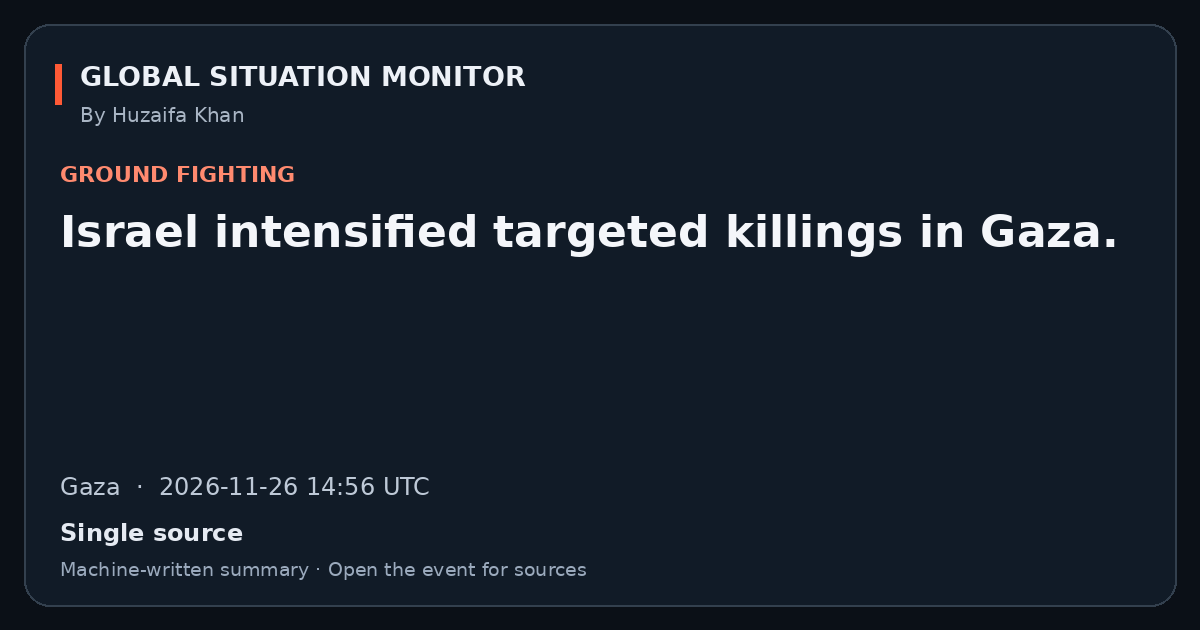 GLOBAL SITUATION MONITOR
By Huzaifa Khan
GROUND FIGHTING
Israel intensified targeted killings in Gaza.
Gaza · 2026-11-26 14:56 UTC
Single source
Machine-written summary · Open the event for sources